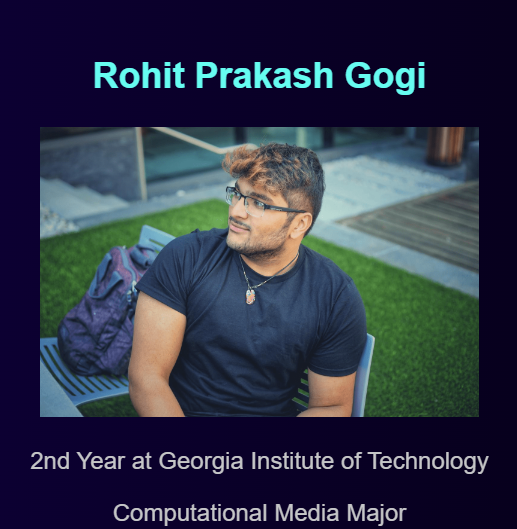 Rohit Prakash Gogi
2nd Year at Georgia Institute of Technology
Computational Media Major